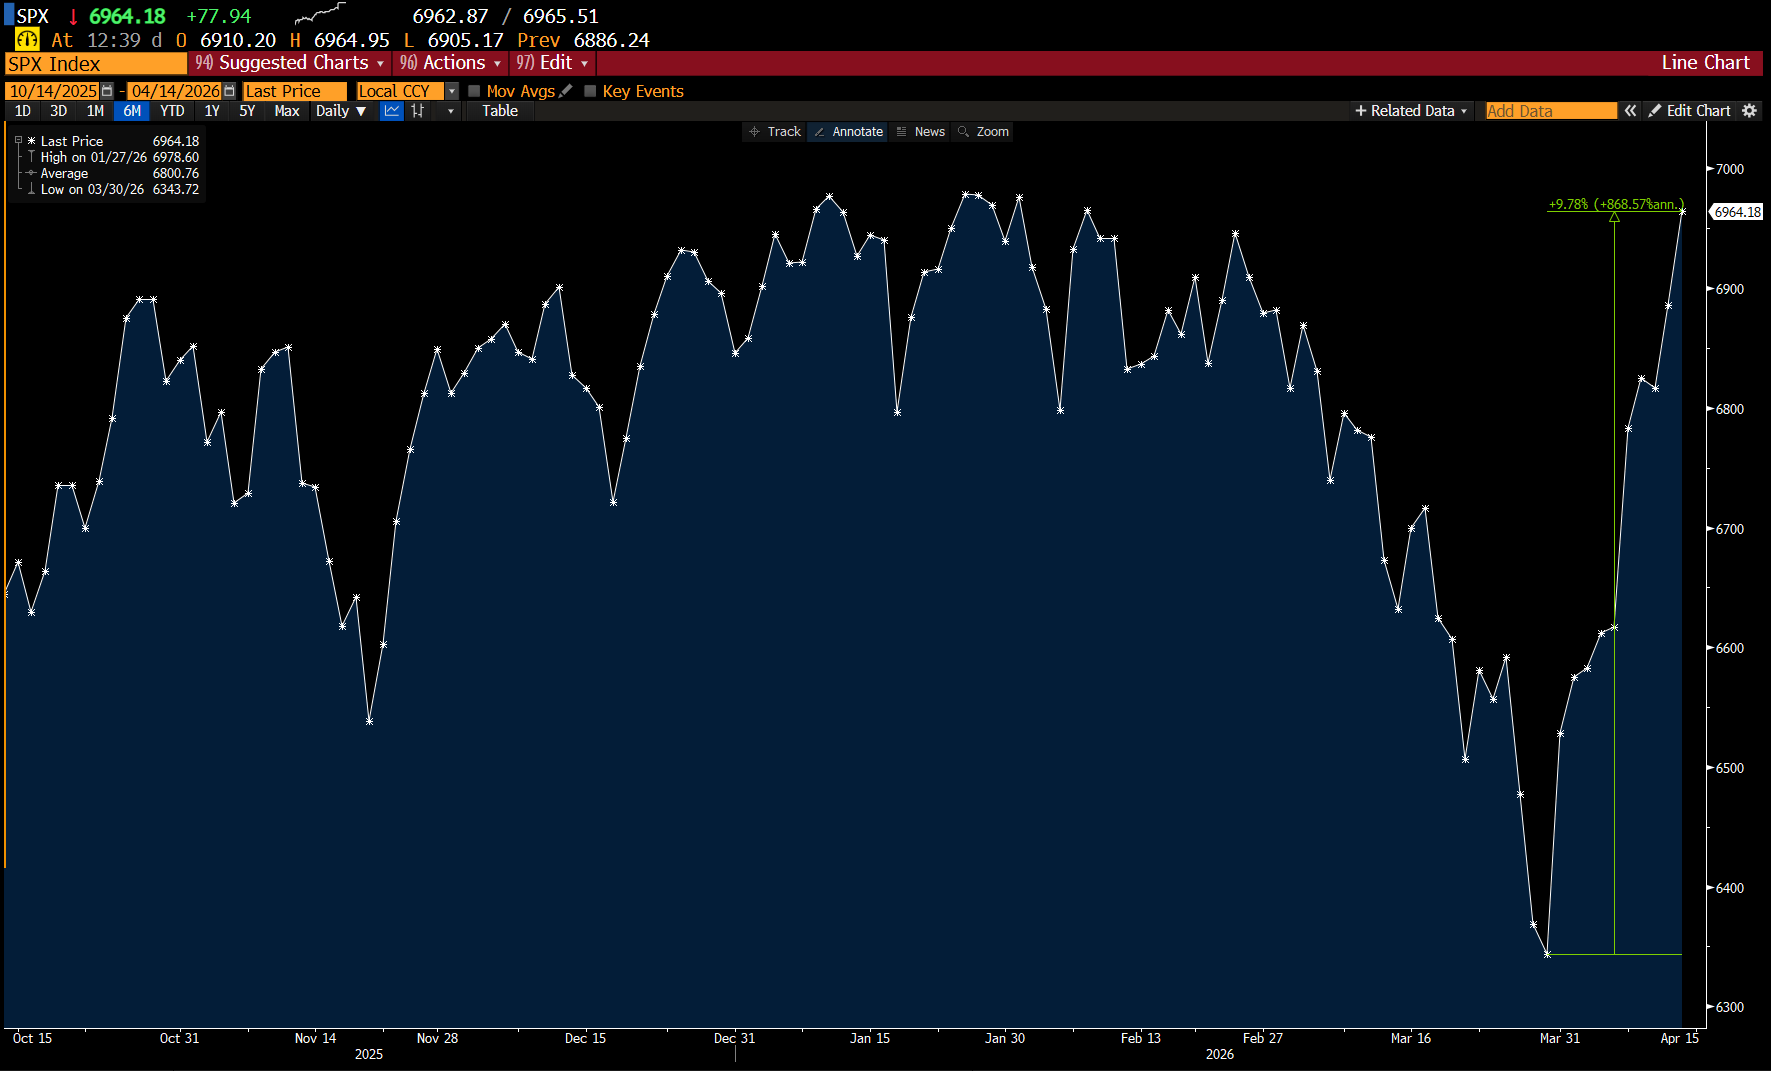 SPX ↓ 6964.18 +77.94 6962.87 / 6965.51
At 12:39 d O 6910.20 H 6964.95 L 6905.17 Prev 6886.24
SPX Index 94) Suggested Charts ▾ 96) Actions ▾ 97) Edit ▾ Line Chart
10/14/2025 - 04/14/2026 Last Price Local CCY ▾ Mov Avgs Key Events
1D 3D 1M 6M YTD 1Y 5Y Max Daily ▼ ▾ Table + Related Data ▾ Add Data « Edit Chart
Track Annotate News Zoom
Last Price 6964.18
High on 01/27/26 6978.60
Average 6800.76
Low on 03/30/26 6343.72
+9.78% (+868.57%ann.)
7000
6964.18
6900
6800
6700
6600
6500
6400
6300
Oct 15 Oct 31 Nov 14 Nov 28 Dec 15 Dec 31 Jan 15 Jan 30 Feb 13 Feb 27 Mar 16 Mar 31 Apr 15
2025 2026